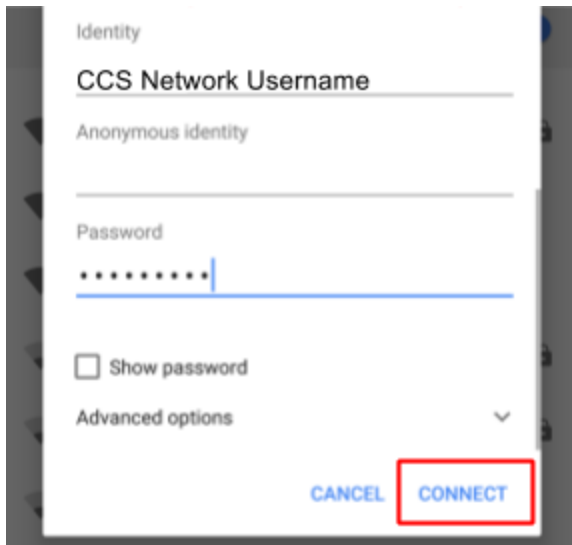 Identity
CCS Network Username
Anonymous identity
Password
•••••••••
Show password
Advanced options
CANCEL CONNECT